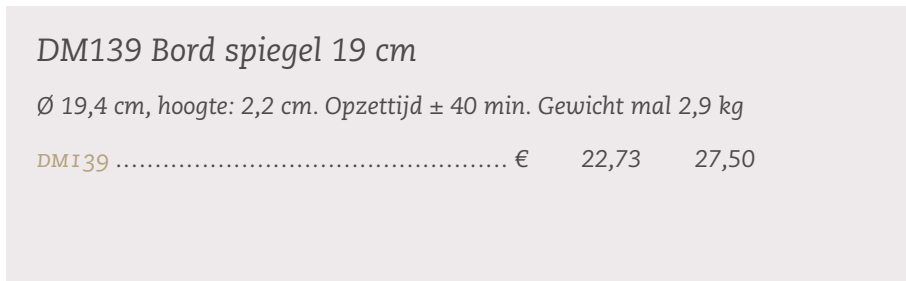 DM139 Bord spiegel 19 cm
Ø 19,4 cm, hoogte: 2,2 cm. Opzettijd ± 40 min. Gewicht mal 2,9 kg
DM139 .................................................. € 22,73 27,50